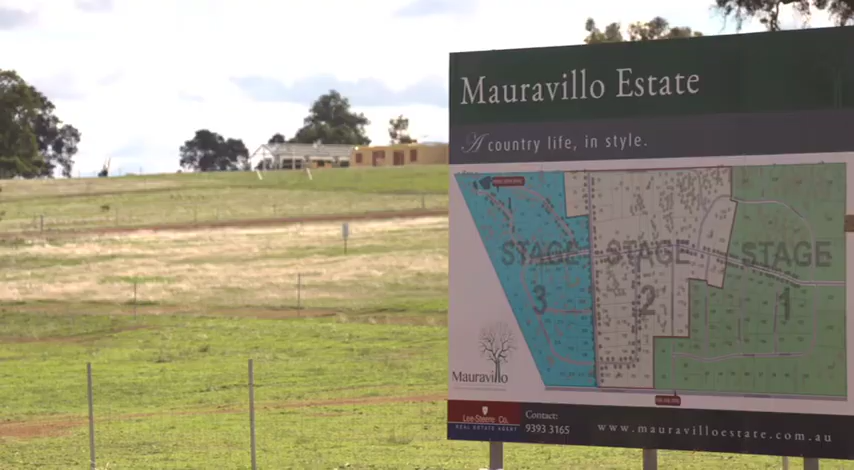 Mauravillo Estate
A country life, in style.
STAGE STAGE STAGE
3 2 1
Mauravillo
Contact:
9393 3165
www.mauravilloestate.com.au
REAL ESTATE AGENT